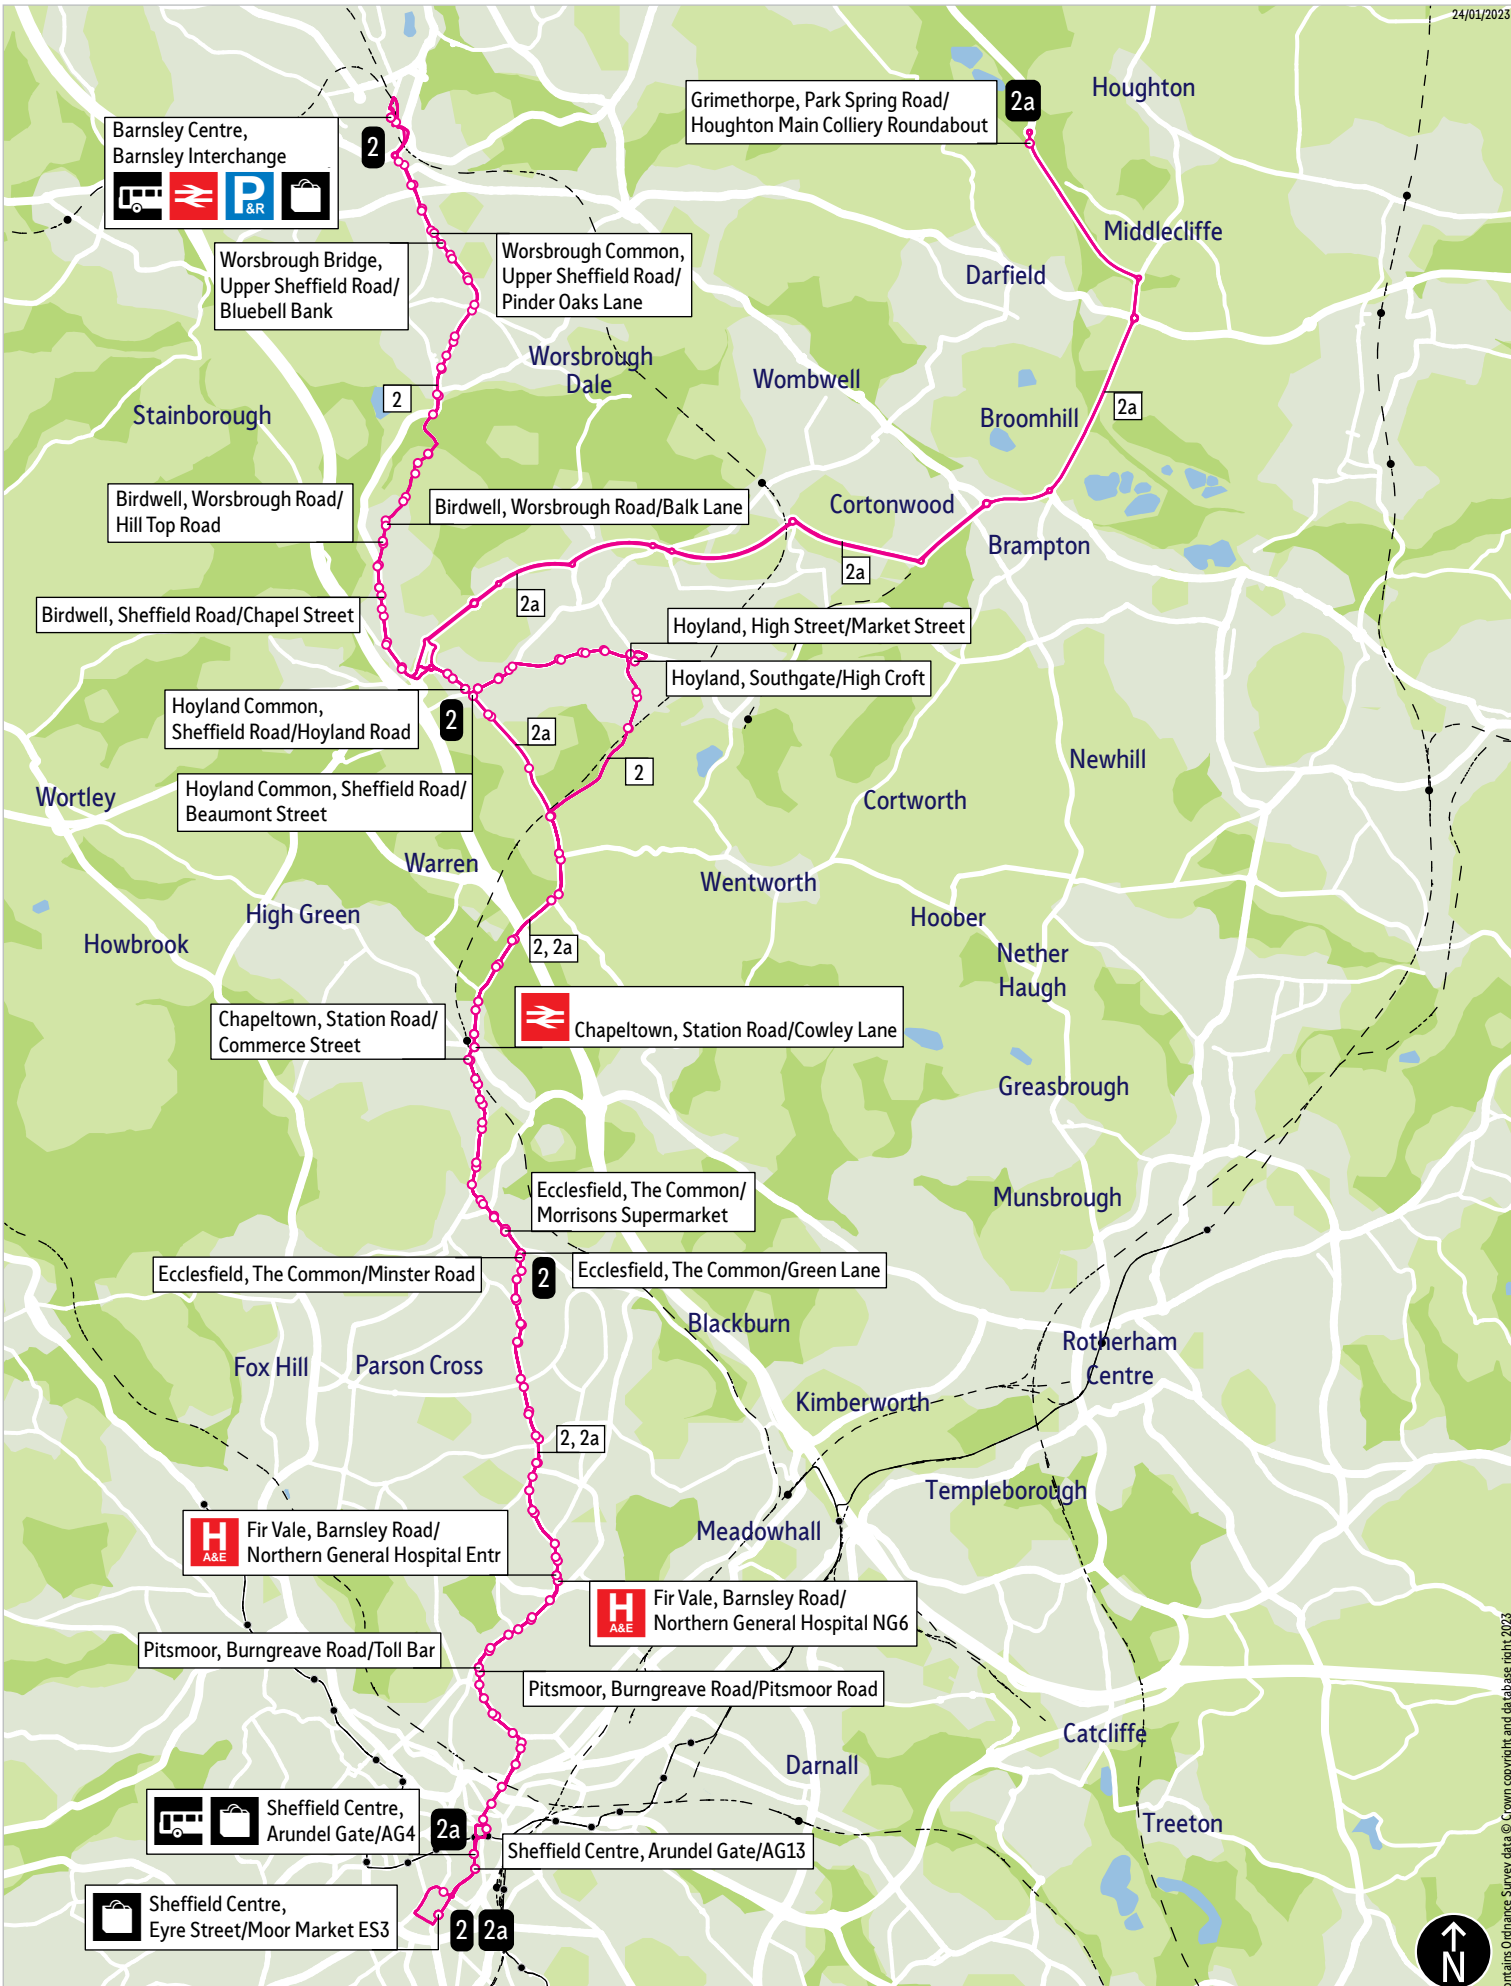 24/01/2023
Houghton
Grimethorpe, Park Spring Road/
Houghton Main Colliery Roundabout
2a
Barnsley Centre,
Barnsley Interchange
P
&R
2
Middlecliffe
Darfield
Worsbrough Common,
Upper Sheffield Road/
Pinder Oaks Lane
Worsbrough Bridge,
Upper Sheffield Road/
Bluebell Bank
Worsbrough
Dale
Wombwell
2
Stainborough
Broomhill
2a
Birdwell, Worsbrough Road/
Hill Top Road
Birdwell, Worsbrough Road/Balk Lane
Cortonwood
Brampton
2a
2a
Birdwell, Sheffield Road/Chapel Street
Hoyland, High Street/Market Street
Hoyland, Southgate/High Croft
Hoyland Common,
Sheffield Road/Hoyland Road
2
2a
2
Newhill
Hoyland Common, Sheffield Road/
Beaumont Street
Wortley
Cortworth
Warren
Wentworth
High Green
Hoober
Howbrook
2, 2a
Nether
Haugh
Chapeltown, Station Road/
Commerce Street
Chapeltown, Station Road/Cowley Lane
Greasbrough
Ecclesfield, The Common/
Morrisons Supermarket
Munsbrough
Ecclesfield, The Common/Minster Road
2
Ecclesfield, The Common/Green Lane
Blackburn
Rotherham
Centre
Fox Hill
Parson Cross
Kimberworth
2, 2a
Templeborough
Meadowhall
H
A&E
Fir Vale, Barnsley Road/
Northern General Hospital Entr
H
A&E
Fir Vale, Barnsley Road/
Northern General Hospital NG6
Pitsmoor, Burngreave Road/Toll Bar
Pitsmoor, Burngreave Road/Pitsmoor Road
Catcliffe
Darnall
Sheffield Centre,
Arundel Gate/AG4
2a
Treeton
Sheffield Centre, Arundel Gate/AG13
Sheffield Centre,
Eyre Street/Moor Market ES3
2
2a
N
Ordnance Survey data © Crown copyright and database right 2023